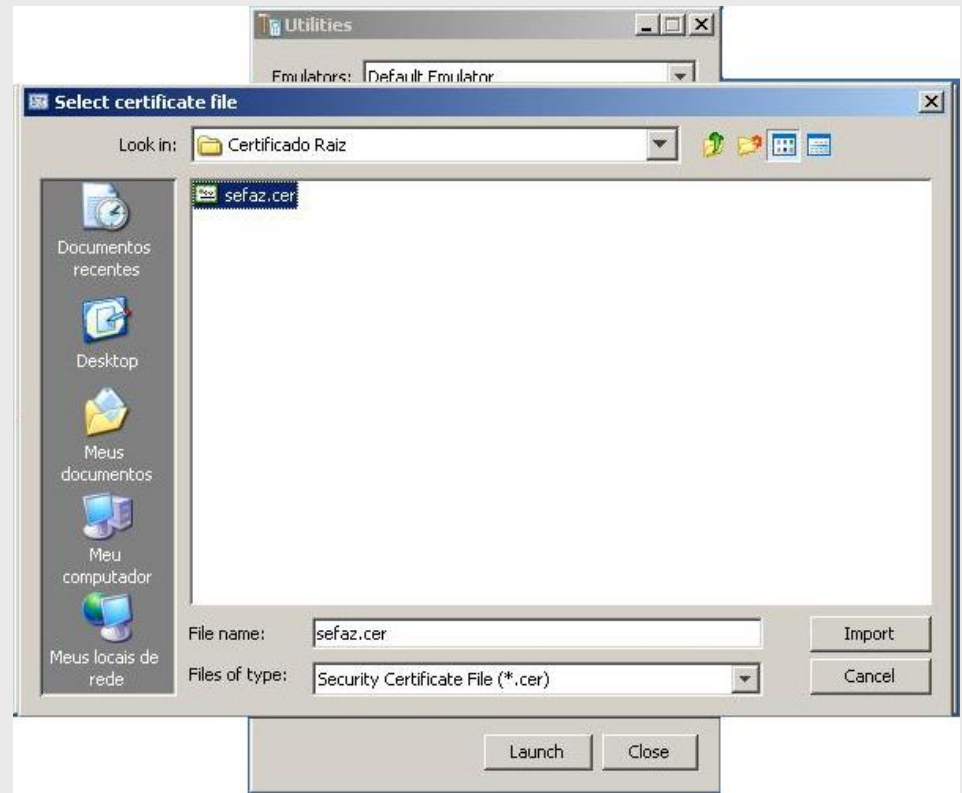 Utilities
Emulators: Default Emulator
Select certificate file
Look in: Certificado Raiz
sefaz.cer
Documentos
recentes
Desktop
Meus
documentos
Meu
computador
Meus locais de
rede
File name: sefaz.cer
Import
Files of type: Security Certificate File (*.cer)
Cancel
Launch Close